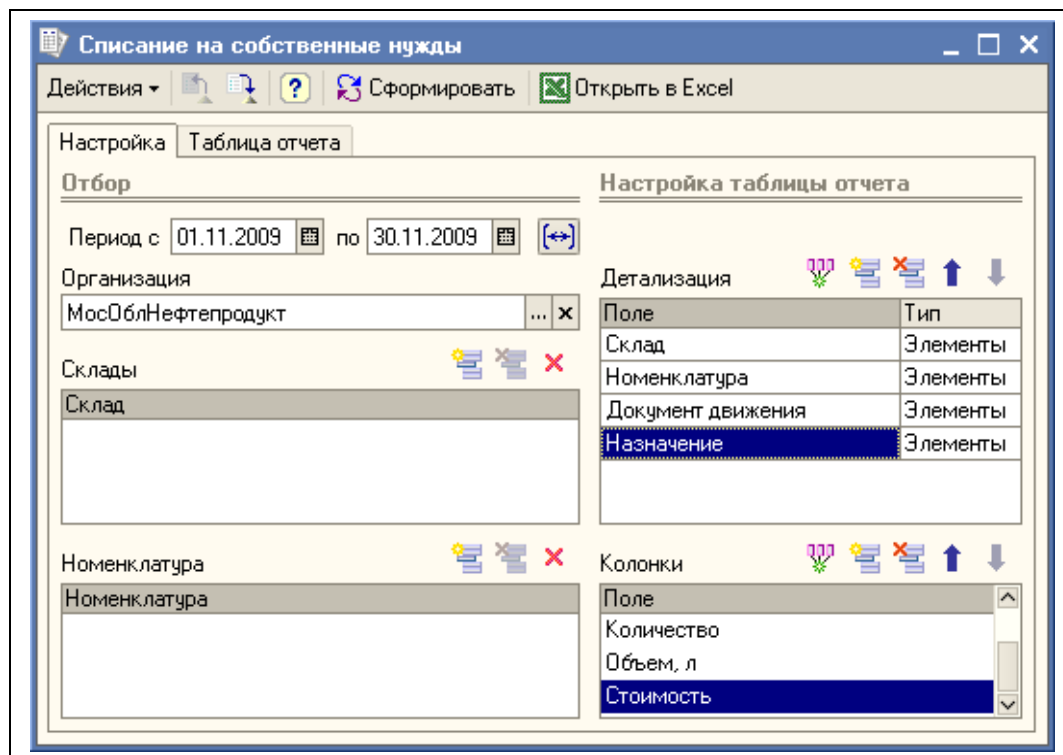 Списание на собственные нужды
Действия Сформировать Открыть в Excel
Настройка Таблица отчета
Отбор
Период с 01.11.2009 по 30.11.2009
Организация
МосОблНефтепродукт ... x
Склады
Склад
Номенклатура
Номенклатура
Настройка таблицы отчета
Детализация
Поле Тип
Склад Элементы
Номенклатура Элементы
Документ движения Элементы
Назначение Элементы
Колонки
Поле
Количество
Объем, л
Стоимость